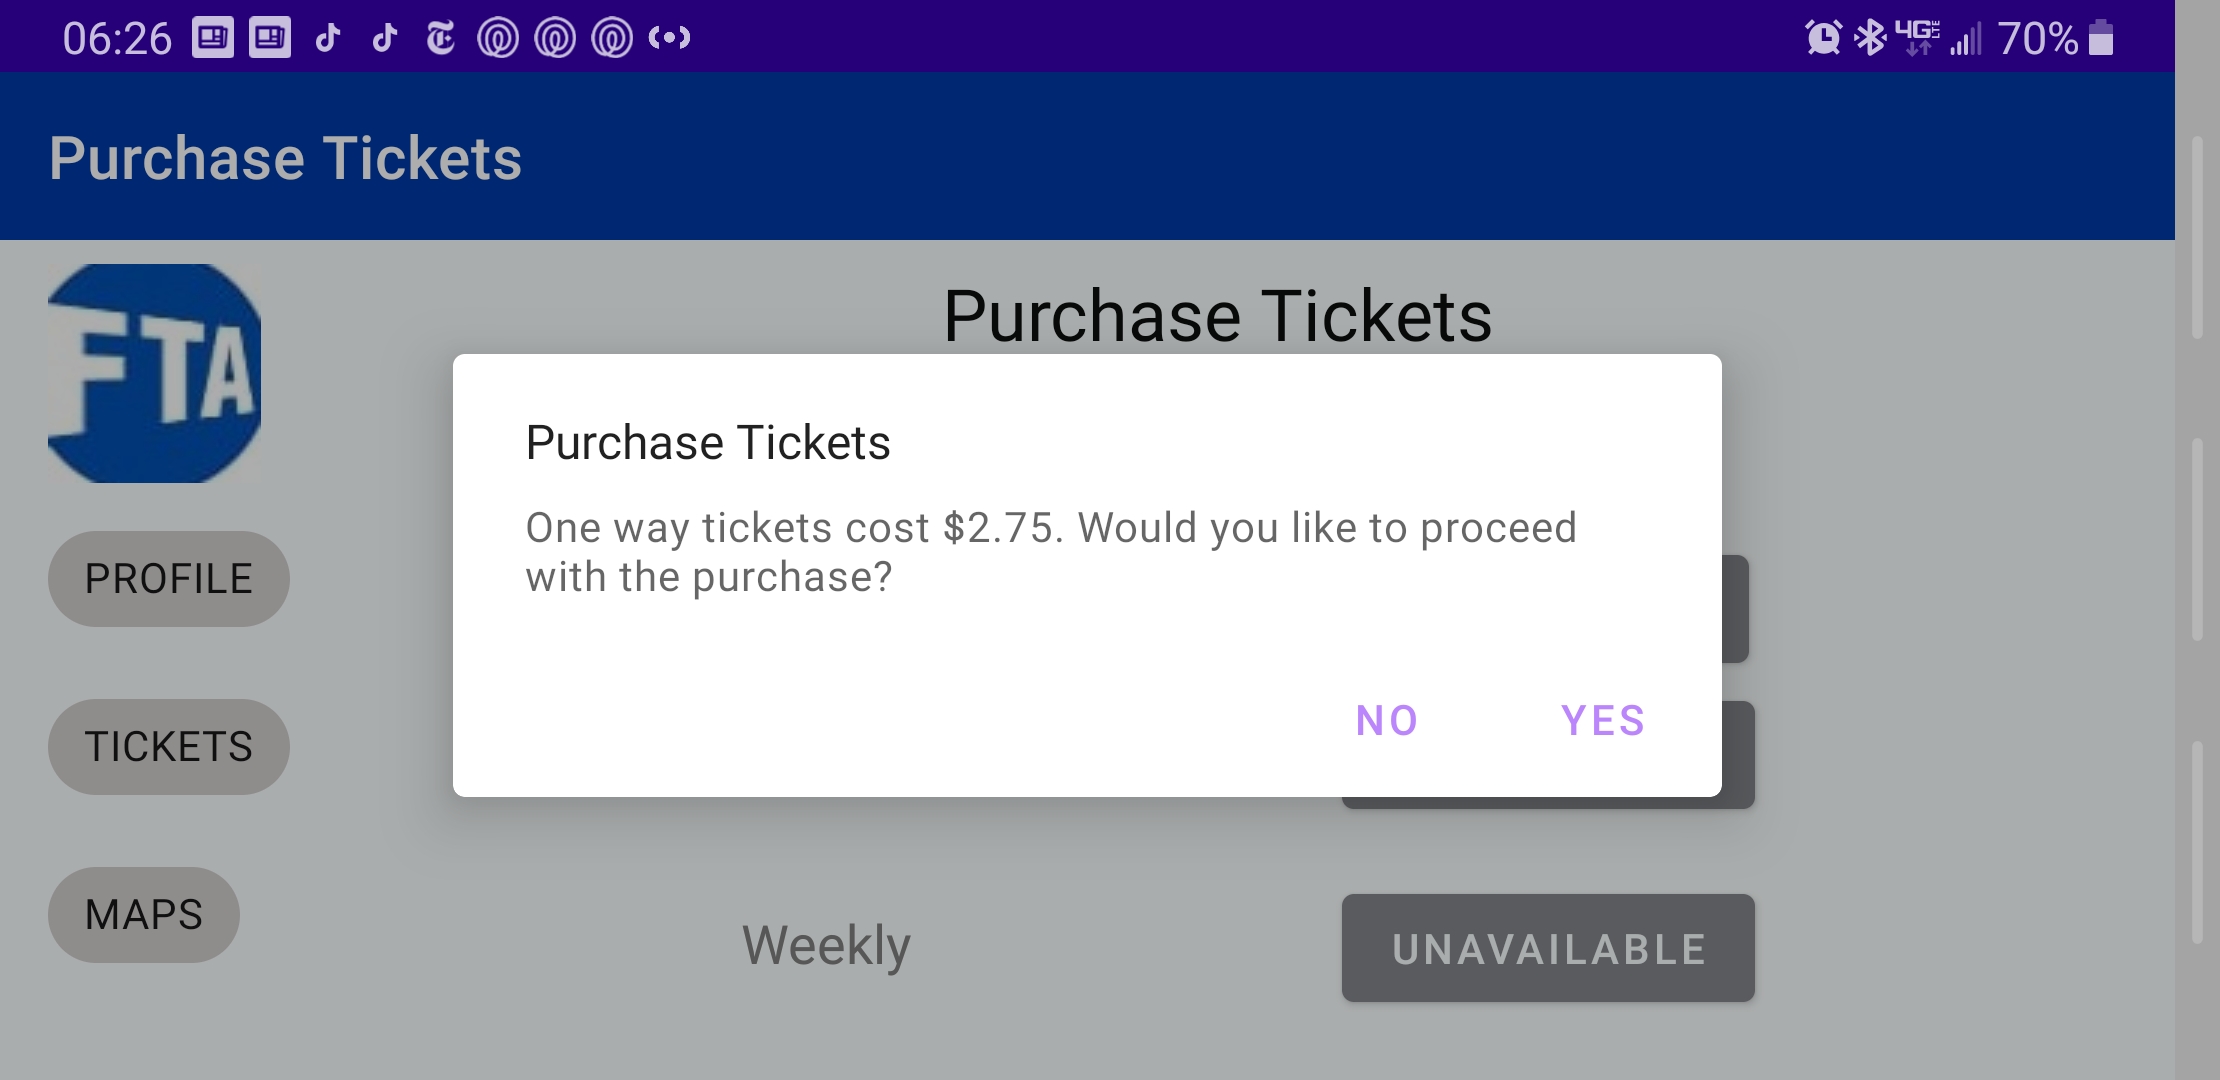 06:26 4G LTE 70%
Purchase Tickets
FTA
Purchase Tickets
Purchase Tickets
One way tickets cost $2.75. Would you like to proceed
with the purchase?
NO YES
PROFILE
TICKETS
MAPS
Weekly UNAVAILABLE